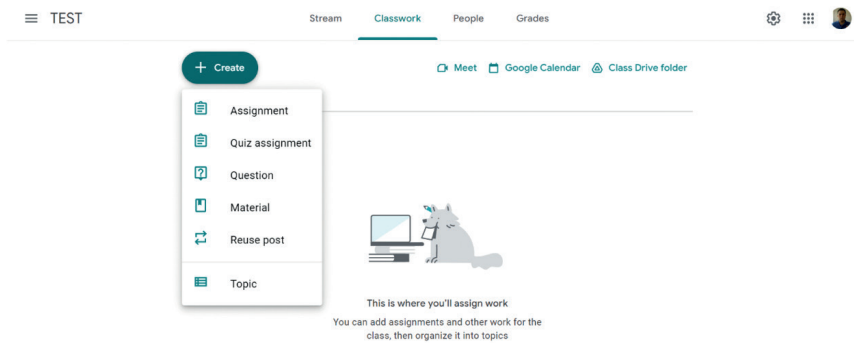 TEST
Stream Classwork People Grades
Create
Meet Google Calendar Class Drive folder
Assignment
Quiz assignment
Question
Material
Reuse post
Topic
This is where you'll assign work
You can add assignments and other work for the
class, then organize it into topics